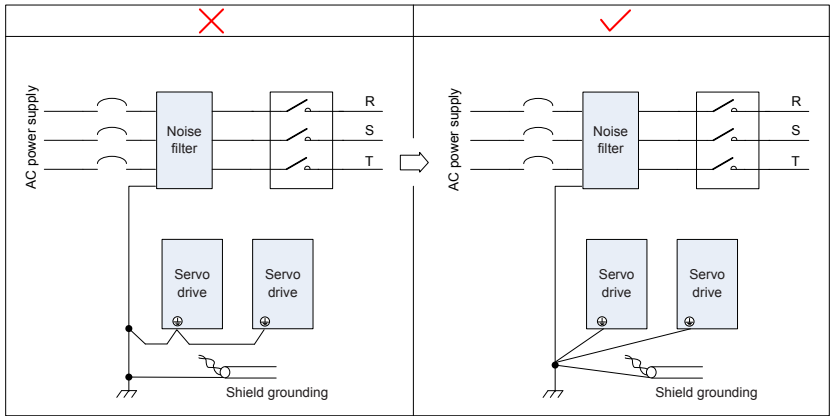 AC power supply
Noise
filter
R
S
T
Servo
drive
Servo
drive
Shield grounding
AC power supply
Noise
filter
R
S
T
Servo
drive
Servo
drive
Shield grounding